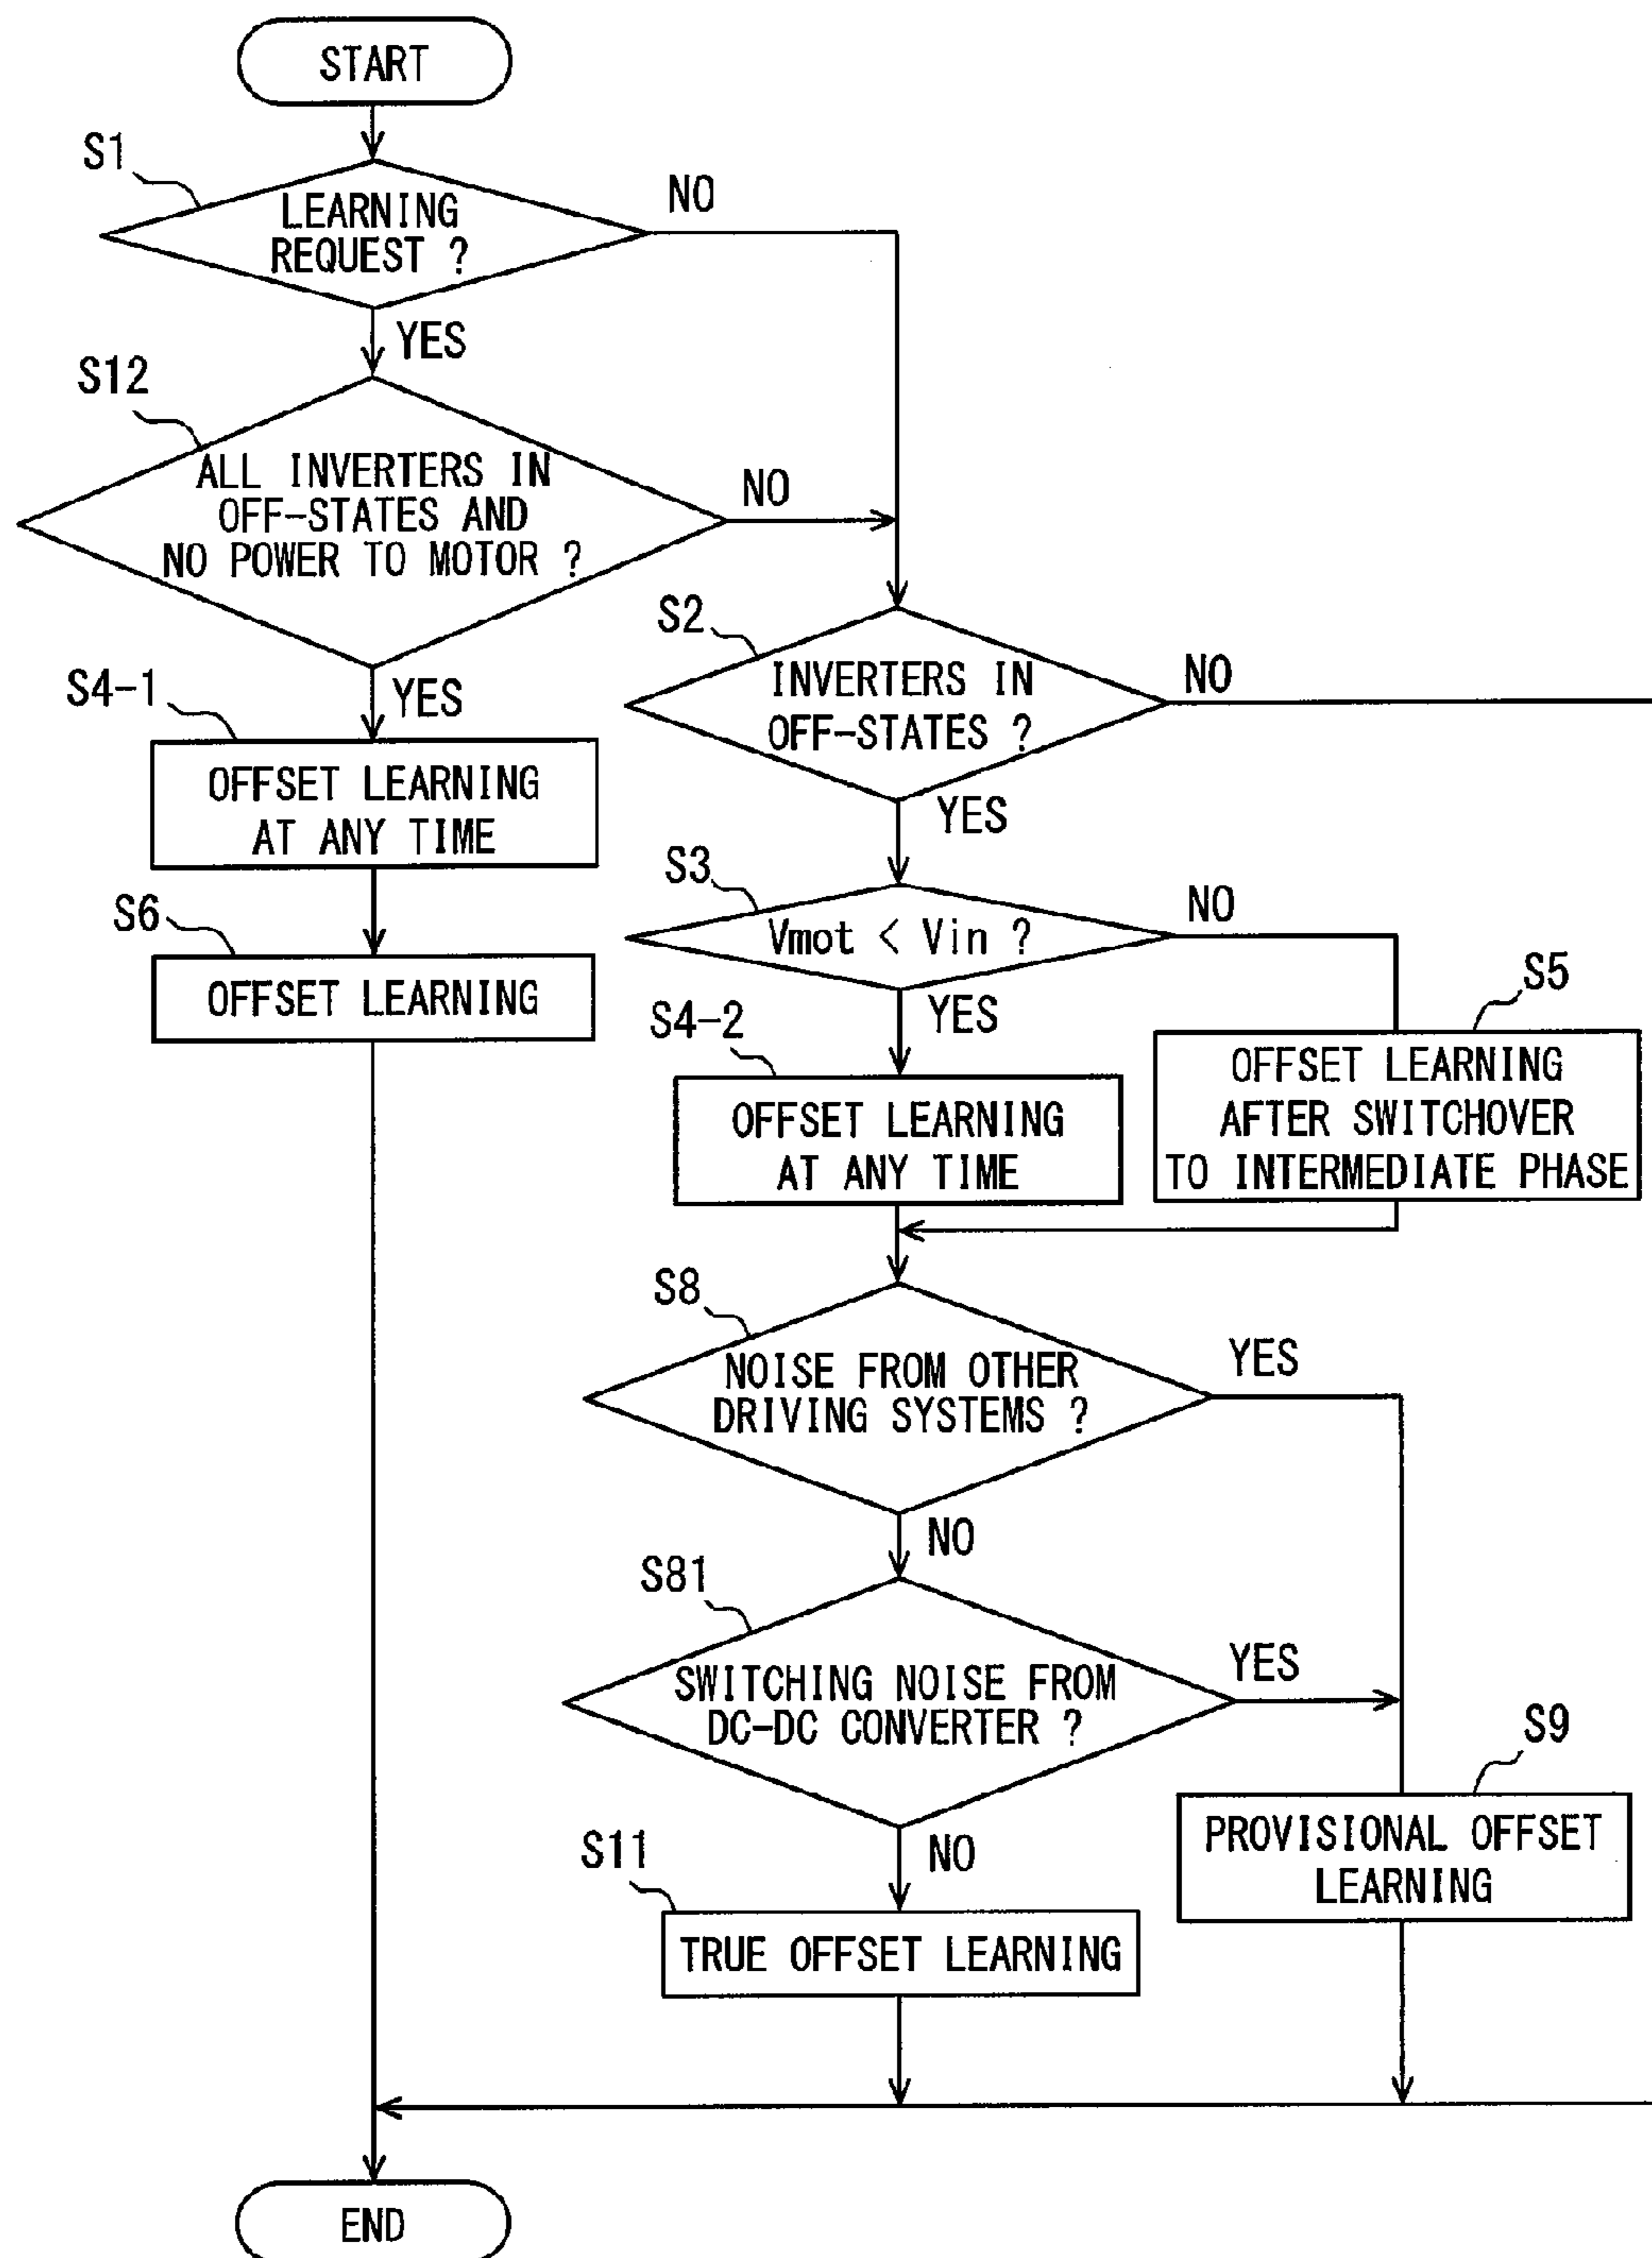 START
S1
LEARNING
REQUEST ?
NO
YES
S12
ALL INVERTERS IN
OFF-STATES AND
NO POWER TO MOTOR ?
NO
YES
S4-1
OFFSET LEARNING
AT ANY TIME
S6
OFFSET LEARNING
S2
INVERTERS IN
OFF-STATES ?
NO
YES
S3
Vmot < Vin ?
NO
YES
S4-2
OFFSET LEARNING
AT ANY TIME
S5
OFFSET LEARNING
AFTER SWITCHOVER
TO INTERMEDIATE PHASE
S8
NOISE FROM OTHER
DRIVING SYSTEMS ?
YES
NO
S81
SWITCHING NOISE FROM
DC-DC CONVERTER ?
YES
NO
S9
PROVISIONAL OFFSET
LEARNING
S11
TRUE OFFSET LEARNING
END